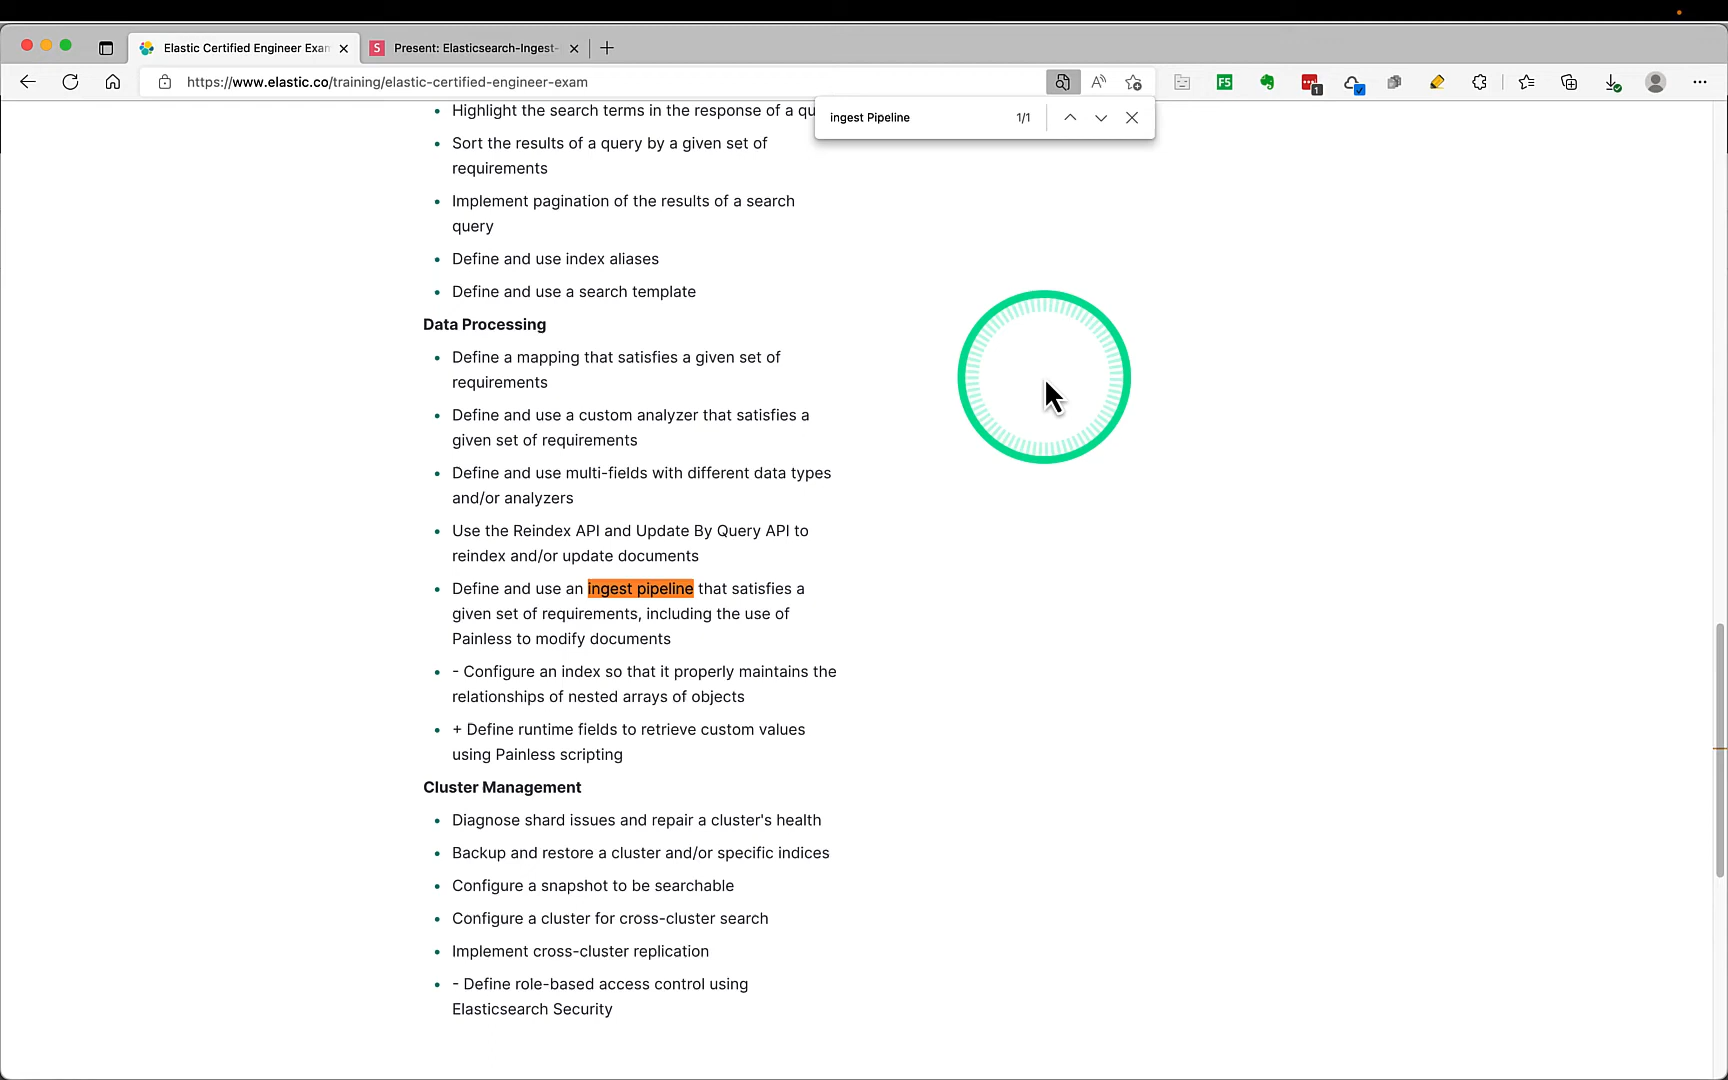 Elastic Certified Engineer Exam
S Present: Elasticsearch-Ingest-
https://www.elastic.co/training/elastic-certified-engineer-exam
F5
1
ingest Pipeline 1/1
• Highlight the search terms in the response of a qu
• Sort the results of a query by a given set of
requirements
• Implement pagination of the results of a search
query
• Define and use index aliases
• Define and use a search template
Data Processing
• Define a mapping that satisfies a given set of
requirements
• Define and use a custom analyzer that satisfies a
given set of requirements
• Define and use multi-fields with different data types
and/or analyzers
• Use the Reindex API and Update By Query API to
reindex and/or update documents
• Define and use an ingest pipeline that satisfies a
given set of requirements, including the use of
Painless to modify documents
• - Configure an index so that it properly maintains the
relationships of nested arrays of objects
• + Define runtime fields to retrieve custom values
using Painless scripting
Cluster Management
• Diagnose shard issues and repair a cluster's health
• Backup and restore a cluster and/or specific indices
• Configure a snapshot to be searchable
• Configure a cluster for cross-cluster search
• Implement cross-cluster replication
• - Define role-based access control using
Elasticsearch Security